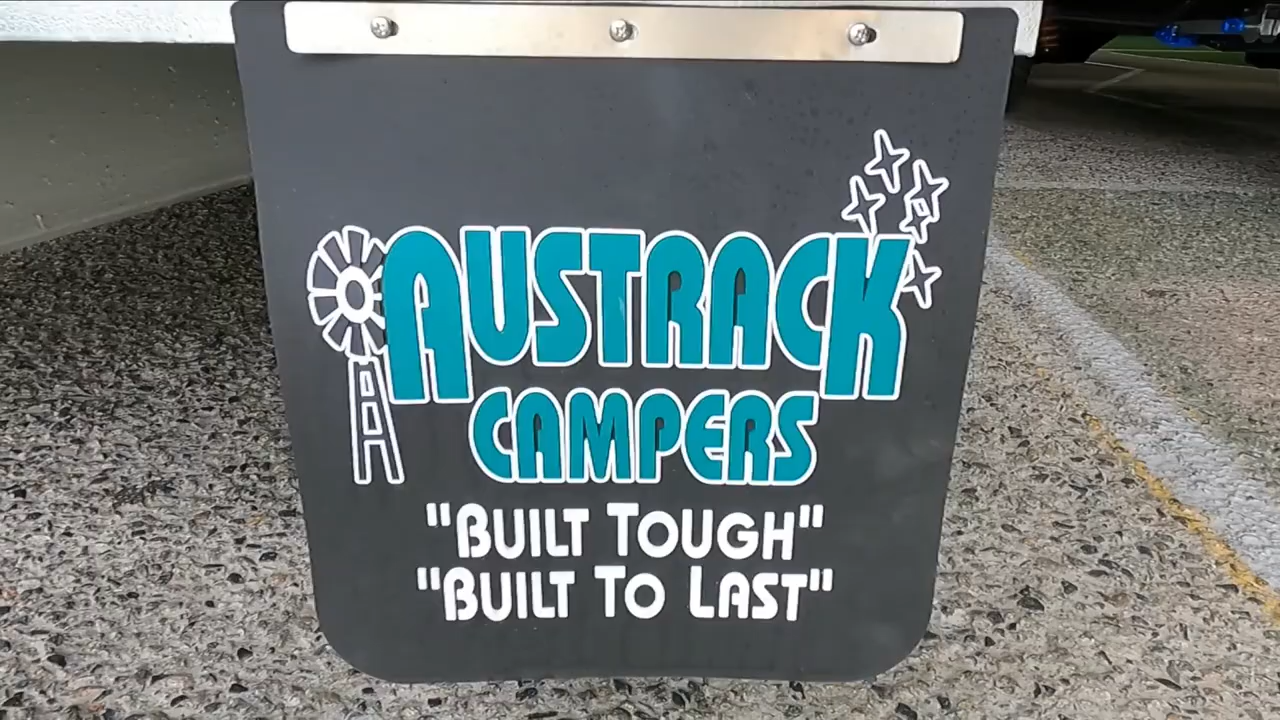 AUSTRACK
CAMPERS
"BUILT TOUGH"
"BUILT TO LAST"